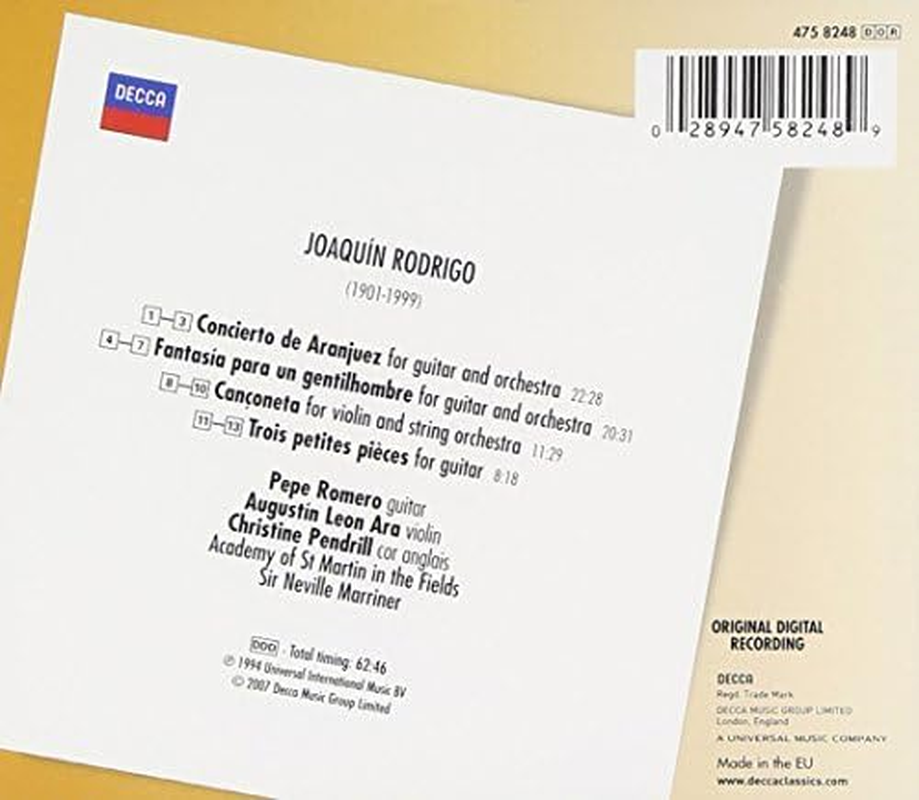 475 8248 DOR
0 28947 58248 9
DECCA
JOAQUÍN RODRIGO
(1901-1999)
1–3 Concierto de Aranjuez for guitar and orchestra 22:28
4–7 Fantasía para un gentilhombre for guitar and orchestra 20:31
8–10 Cançoneta for violin and string orchestra 11:29
11–13 Trois petites pièces for guitar 8:18
Pepe Romero guitar
Augustin Leon Ara violin
Christine Pendrill cor anglais
Academy of St Martin in the Fields
Sir Neville Marriner
DDD · Total timing: 62:46
℗ 1994 Universal International Music BV
© 2007 Decca Music Group Limited
ORIGINAL DIGITAL
RECORDING
DECCA
Regd. Trade Mark
DECCA MUSIC GROUP LIMITED
London, England
A UNIVERSAL MUSIC COMPANY
Made in the EU
www.deccaclassics.com